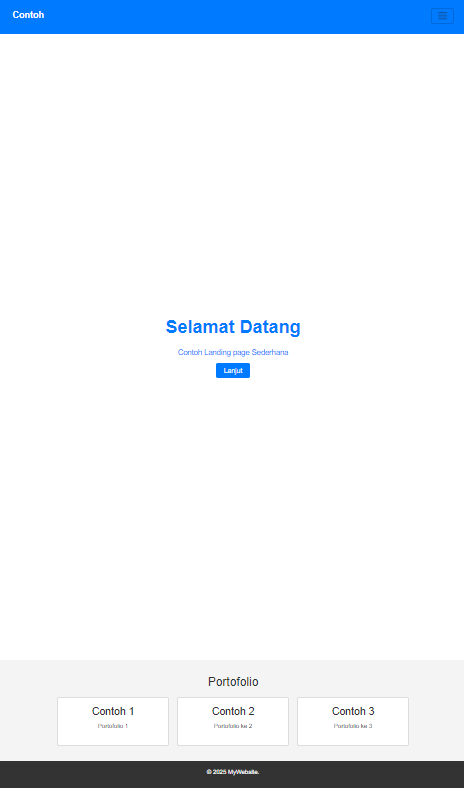 Contoh
Selamat Datang
Contoh Landing page Sederhana
Lanjut
Portofolio
Contoh 1
Portofolio 1
Contoh 2
Portofolio ke 2
Contoh 3
Portofolio ke 3
© 2025 MyWebsite.